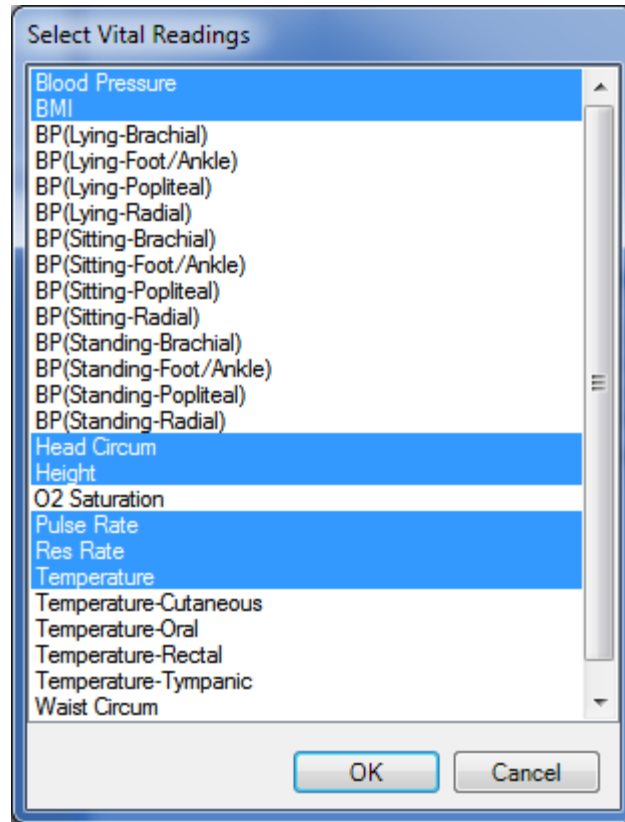 Select Vital Readings
Blood Pressure
BMI
BP(Lying-Brachial)
BP(Lying-Foot/Ankle)
BP(Lying-Popliteal)
BP(Lying-Radial)
BP(Sitting-Brachial)
BP(Sitting-Foot/Ankle)
BP(Sitting-Popliteal)
BP(Sitting-Radial)
BP(Standing-Brachial)
BP(Standing-Foot/Ankle)
BP(Standing-Popliteal)
BP(Standing-Radial)
Head Circum
Height
O2 Saturation
Pulse Rate
Res Rate
Temperature
Temperature-Cutaneous
Temperature-Oral
Temperature-Rectal
Temperature-Tympanic
Waist Circum
OK Cancel